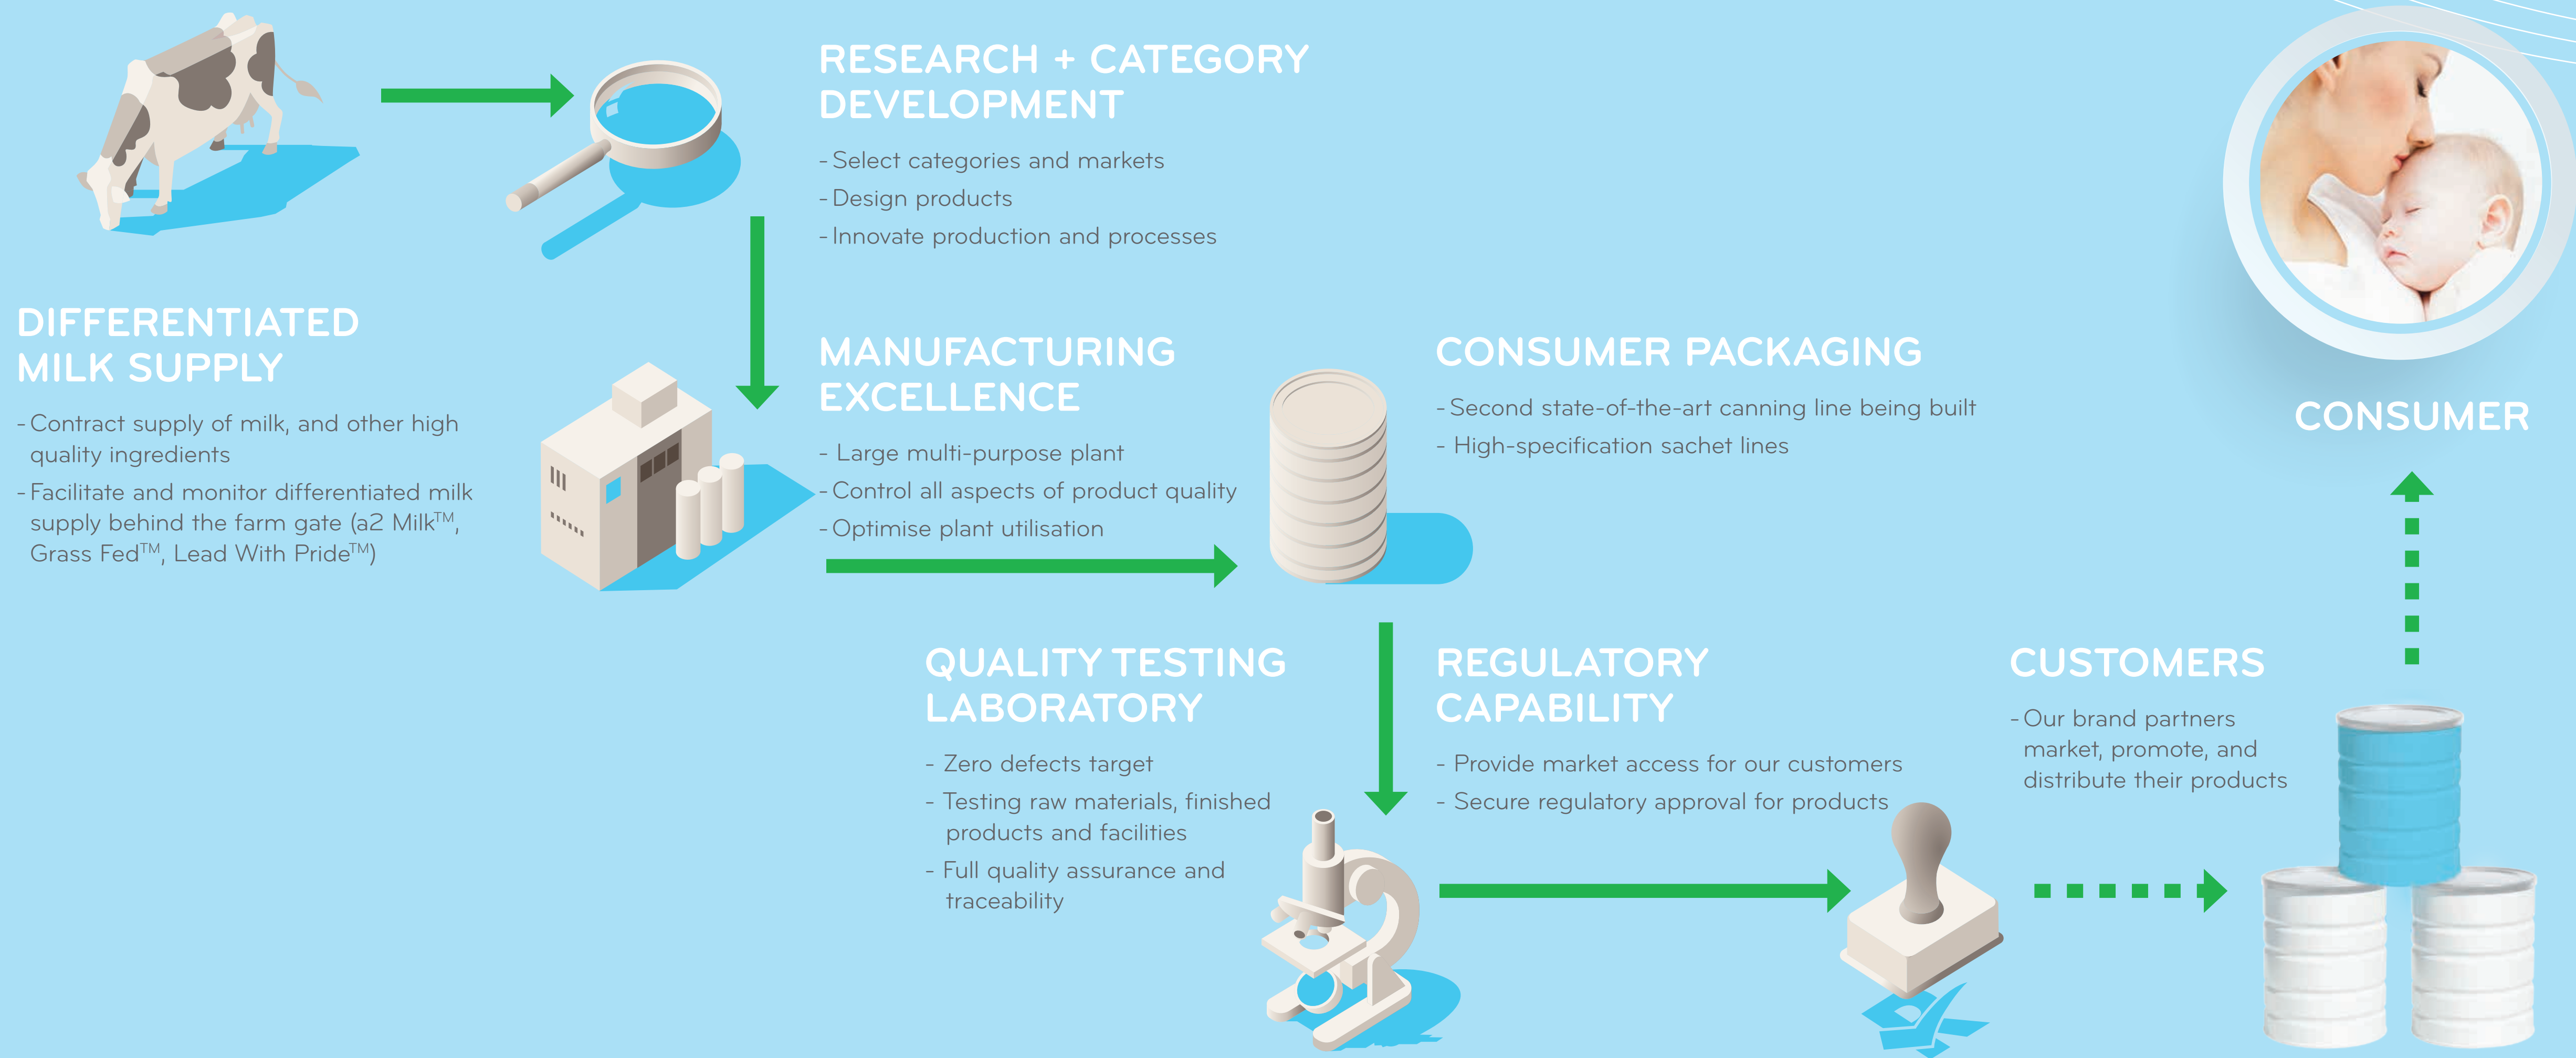 RESEARCH + CATEGORY
DEVELOPMENT
- Select categories and markets
- Design products
- Innovate production and processes
DIFFERENTIATED
MILK SUPPLY
- Contract supply of milk, and other high
quality ingredients
- Facilitate and monitor differentiated milk
supply behind the farm gate (a2 Milk™,
Grass Fed™, Lead With Pride™)
MANUFACTURING
EXCELLENCE
- Large multi-purpose plant
- Control all aspects of product quality
- Optimise plant utilisation
CONSUMER PACKAGING
- Second state-of-the-art canning line being built
- High-specification sachet lines
CONSUMER
QUALITY TESTING
LABORATORY
- Zero defects target
- Testing raw materials, finished
products and facilities
- Full quality assurance and
traceability
REGULATORY
CAPABILITY
- Provide market access for our customers
- Secure regulatory approval for products
CUSTOMERS
- Our brand partners
market, promote, and
distribute their products